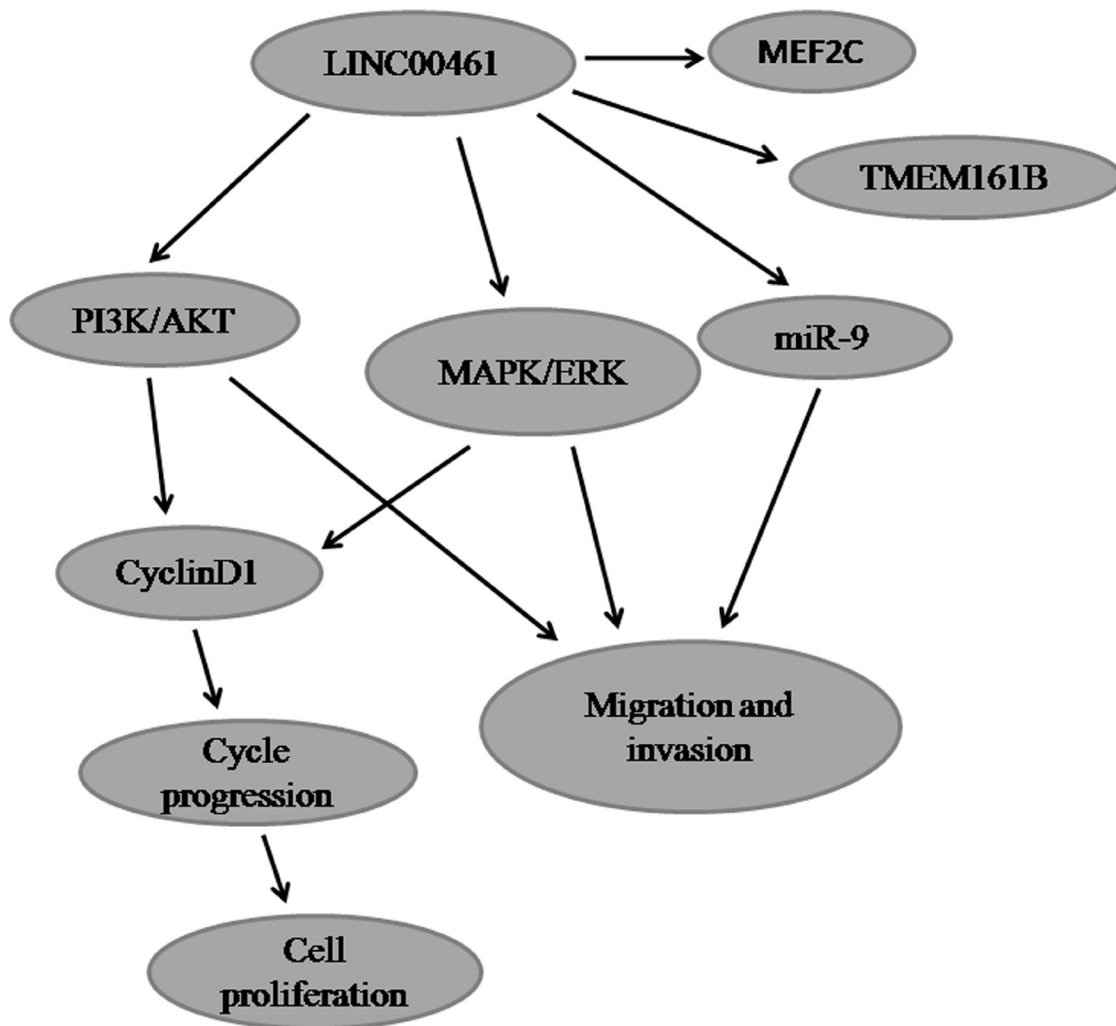 LINC00461
MEF2C
TMEM161B
PI3K/AKT
MAPK/ERK
miR-9
CyclinD1
Migration and
invasion
Cycle
progression
Cell
proliferation